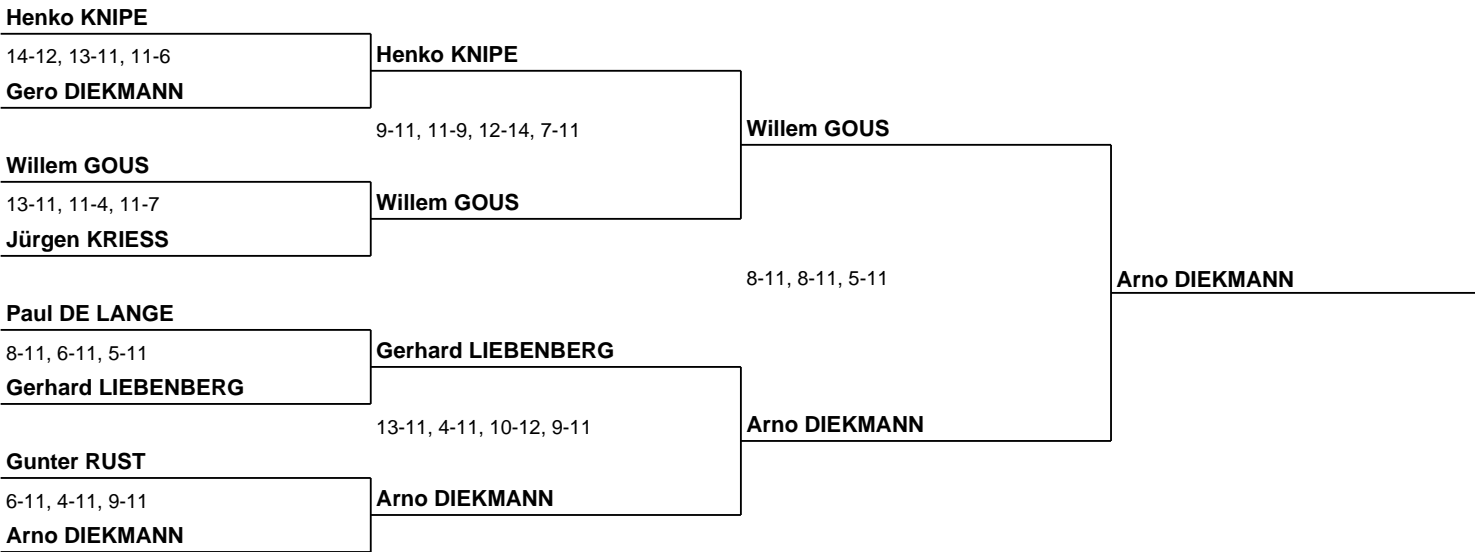 Henko KNIPE
14-12, 13-11, 11-6
Henko KNIPE
Gero DIEKMANN
9-11, 11-9, 12-14, 7-11
Willem GOUS
Willem GOUS
13-11, 11-4, 11-7
Willem GOUS
Jürgen KRIESS
8-11, 8-11, 5-11
Arno DIEKMANN
Paul DE LANGE
8-11, 6-11, 5-11
Gerhard LIEBENBERG
Gerhard LIEBENBERG
13-11, 4-11, 10-12, 9-11
Arno DIEKMANN
Gunter RUST
6-11, 4-11, 9-11
Arno DIEKMANN
Arno DIEKMANN